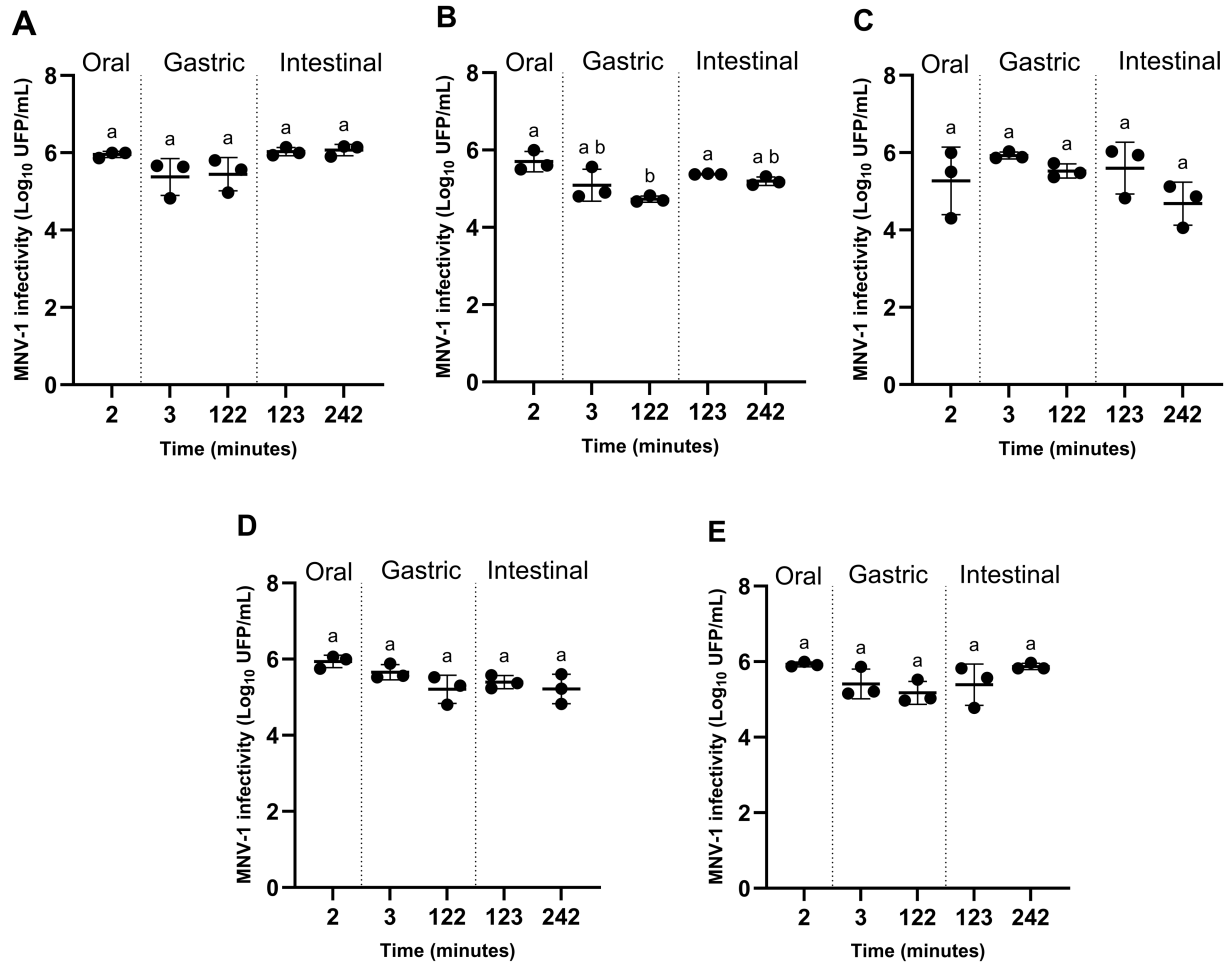 A
Oral Gastric Intestinal
MNV-1 infectivity (Log10 UFP/mL)
8
6
4
2
0
a a a a a
2 3 122 123 242
Time (minutes)
B
Oral Gastric Intestinal
MNV-1 infectivity (Log10 UFP/mL)
8
6
4
2
0
a a b b a a b
2 3 122 123 242
Time (minutes)
C
Oral Gastric Intestinal
MNV-1 infectivity (Log10 UFP/mL)
8
6
4
2
0
a a a a a
2 3 122 123 242
Time (minutes)
D
Oral Gastric Intestinal
MNV-1 infectivity (Log10 UFP/mL)
8
6
4
2
0
a a a a a
2 3 122 123 242
Time (minutes)
E
Oral Gastric Intestinal
MNV-1 infectivity (Log10 UFP/mL)
8
6
4
2
0
a a a a a
2 3 122 123 242
Time (minutes)